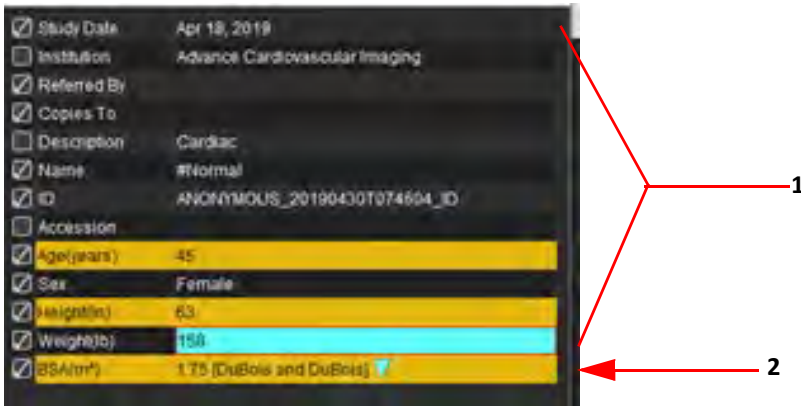 Study Date Apr 18, 2019
Institution Advance Cardiovascular Imaging
Referred By
Copies To
Description Cardiac
Name #Normal
ID ANONYMOUS_20190430T074604_ID
Accession
Age(years) 45
Sex Female
Height(in) 63
Weight(lb) 158
BSA(m²) 1.75 [DuBois and DuBois]
1
2